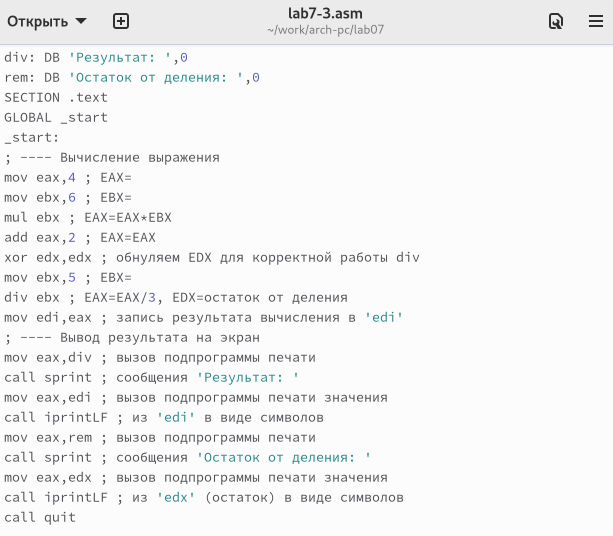 Открыть
lab7-3.asm
~/work/arch-pc/lab07
div: DB 'Результат: ',0
rem: DB 'Остаток от деления: ',0
SECTION .text
GLOBAL _start
_start:
; ---- Вычисление выражения
mov eax,4 ; EAX=
mov ebx,6 ; EBX=
mul ebx ; EAX=EAX*EBX
add eax,2 ; EAX=EAX
xor edx,edx ; обнуляем EDX для корректной работы div
mov ebx,5 ; EBX=
div ebx ; EAX=EAX/3, EDX=остаток от деления
mov edi,eax ; запись результата вычисления в 'edi'
; ---- Вывод результата на экран
mov eax,div ; вызов подпрограммы печати
call sprint ; сообщения 'Результат: '
mov eax,edi ; вызов подпрограммы печати значения
call iprintLF ; из 'edi' в виде символов
mov eax,rem ; вызов подпрограммы печати
call sprint ; сообщения 'Остаток от деления: '
mov eax,edx ; вызов подпрограммы печати значения
call iprintLF ; из 'edx' (остаток) в виде символов
call quit